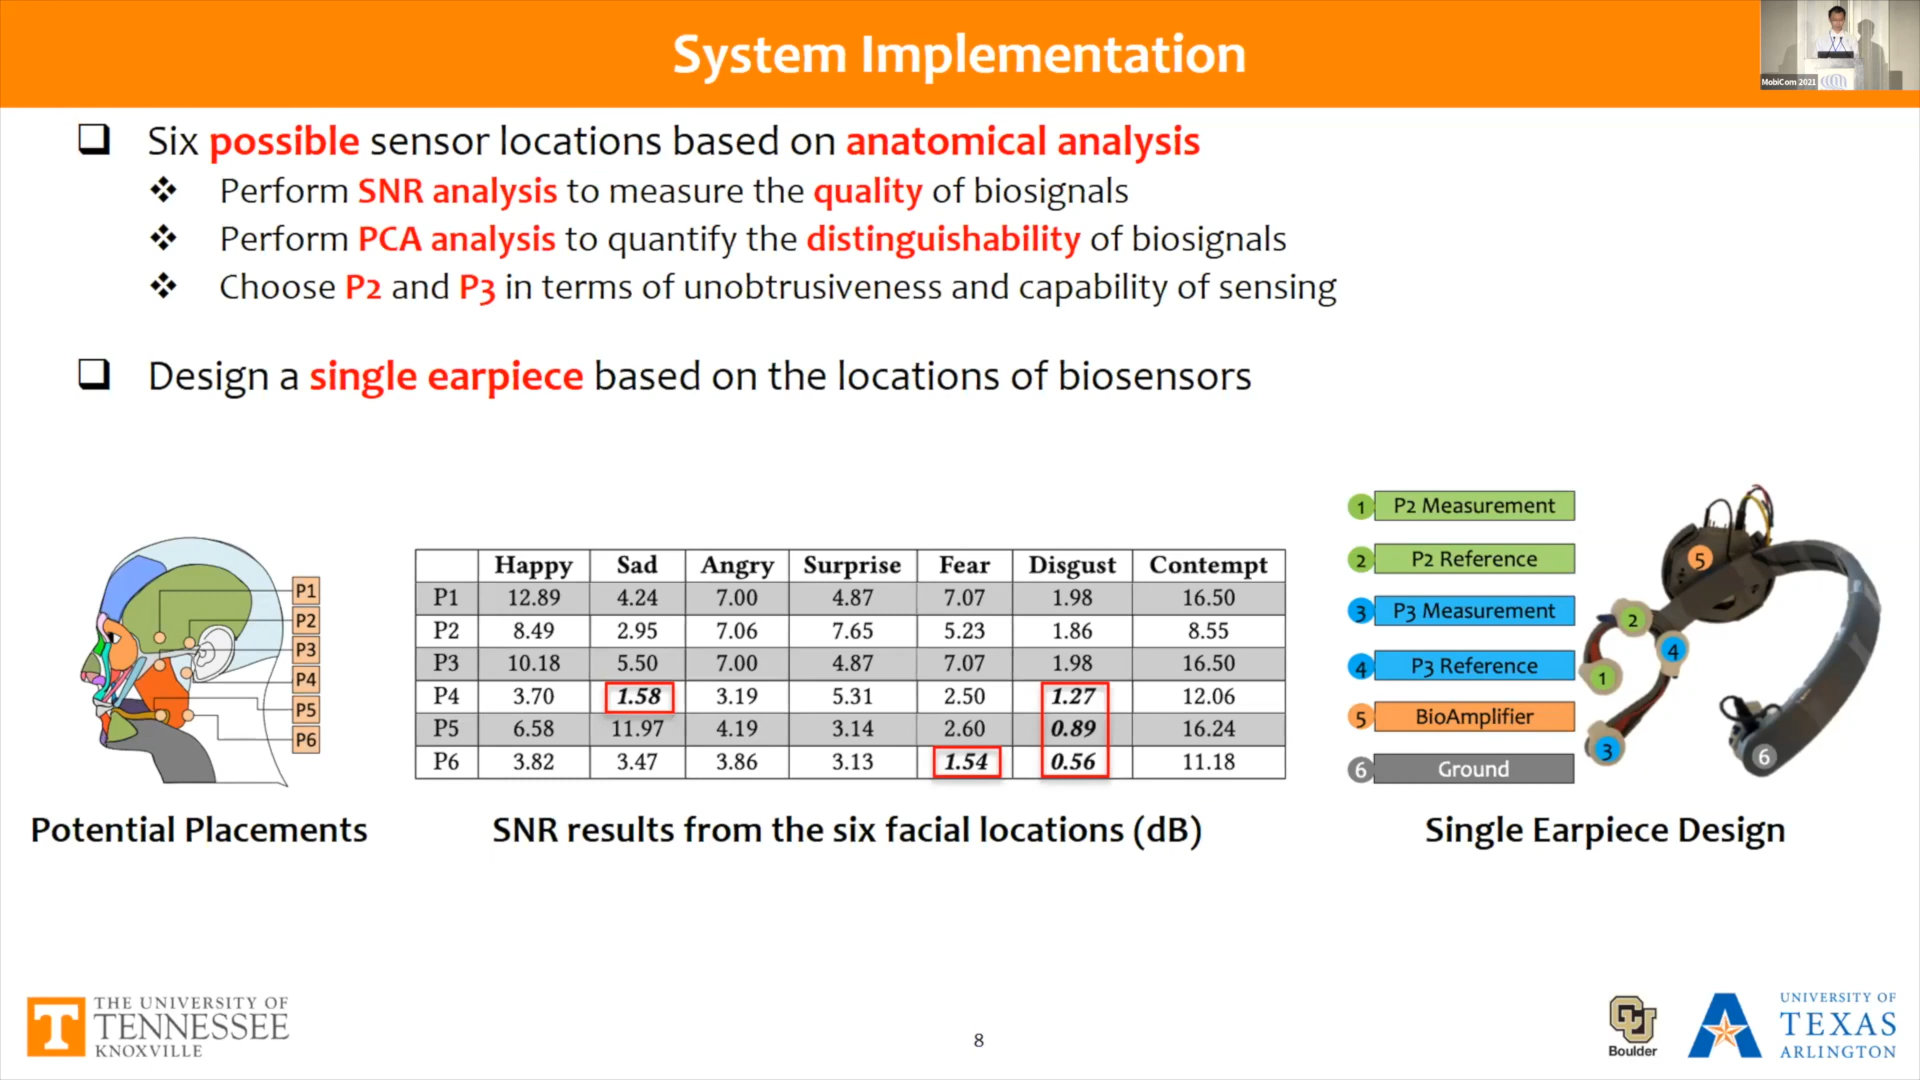 System Implementation
MobiCom 2021
Six possible sensor locations based on anatomical analysis
Perform SNR analysis to measure the quality of biosignals
Perform PCA analysis to quantify the distinguishability of biosignals
Choose P2 and P3 in terms of unobtrusiveness and capability of sensing
Design a single earpiece based on the locations of biosensors
P1
P2
P3
P4
P5
P6
Potential Placements
Happy Sad Angry Surprise Fear Disgust Contempt
P1 12.89 4.24 7.00 4.87 7.07 1.98 16.50
P2 8.49 2.95 7.06 7.65 5.23 1.86 8.55
P3 10.18 5.50 7.00 4.87 7.07 1.98 16.50
P4 3.70 1.58 3.19 5.31 2.50 1.27 12.06
P5 6.58 11.97 4.19 3.14 2.60 0.89 16.24
P6 3.82 3.47 3.86 3.13 1.54 0.56 11.18
SNR results from the six facial locations (dB)
1 P2 Measurement
2 P2 Reference
3 P3 Measurement
4 P3 Reference
5 BioAmplifier
6 Ground
5
2
4
1
3
6
Single Earpiece Design
T
THE UNIVERSITY OF
TENNESSEE
KNOXVILLE
8
CU
Boulder
A
UNIVERSITY OF
TEXAS
ARLINGTON